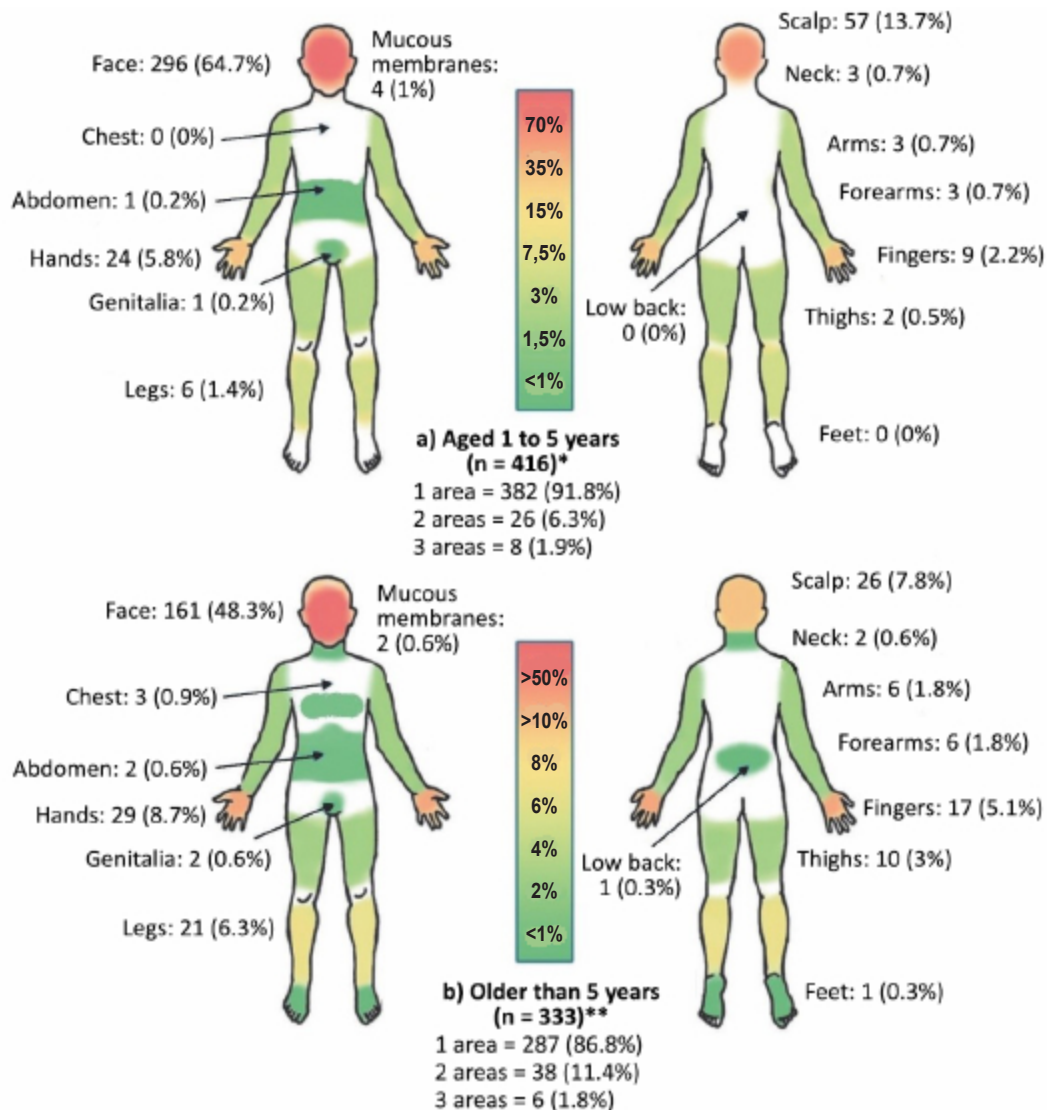 Face: 296 (64.7%)
Mucous
membranes:
4 (1%)
Chest: 0 (0%)
Abdomen: 1 (0.2%)
Hands: 24 (5.8%)
Genitalia: 1 (0.2%)
Legs: 6 (1.4%)
70%
35%
15%
7,5%
3%
1,5%
<1%
Scalp: 57 (13.7%)
Neck: 3 (0.7%)
Arms: 3 (0.7%)
Forearms: 3 (0.7%)
Fingers: 9 (2.2%)
Low back:
0 (0%)
Thighs: 2 (0.5%)
Feet: 0 (0%)
a) Aged 1 to 5 years
(n = 416)*
1 area = 382 (91.8%)
2 areas = 26 (6.3%)
3 areas = 8 (1.9%)
Face: 161 (48.3%)
Mucous
membranes:
2 (0.6%)
Chest: 3 (0.9%)
Abdomen: 2 (0.6%)
Hands: 29 (8.7%)
Genitalia: 2 (0.6%)
Legs: 21 (6.3%)
>50%
>10%
8%
6%
4%
2%
<1%
Scalp: 26 (7.8%)
Neck: 2 (0.6%)
Arms: 6 (1.8%)
Forearms: 6 (1.8%)
Fingers: 17 (5.1%)
Low back:
1 (0.3%)
Thighs: 10 (3%)
Feet: 1 (0.3%)
b) Older than 5 years
(n = 333)**
1 area = 287 (86.8%)
2 areas = 38 (11.4%)
3 areas = 6 (1.8%)